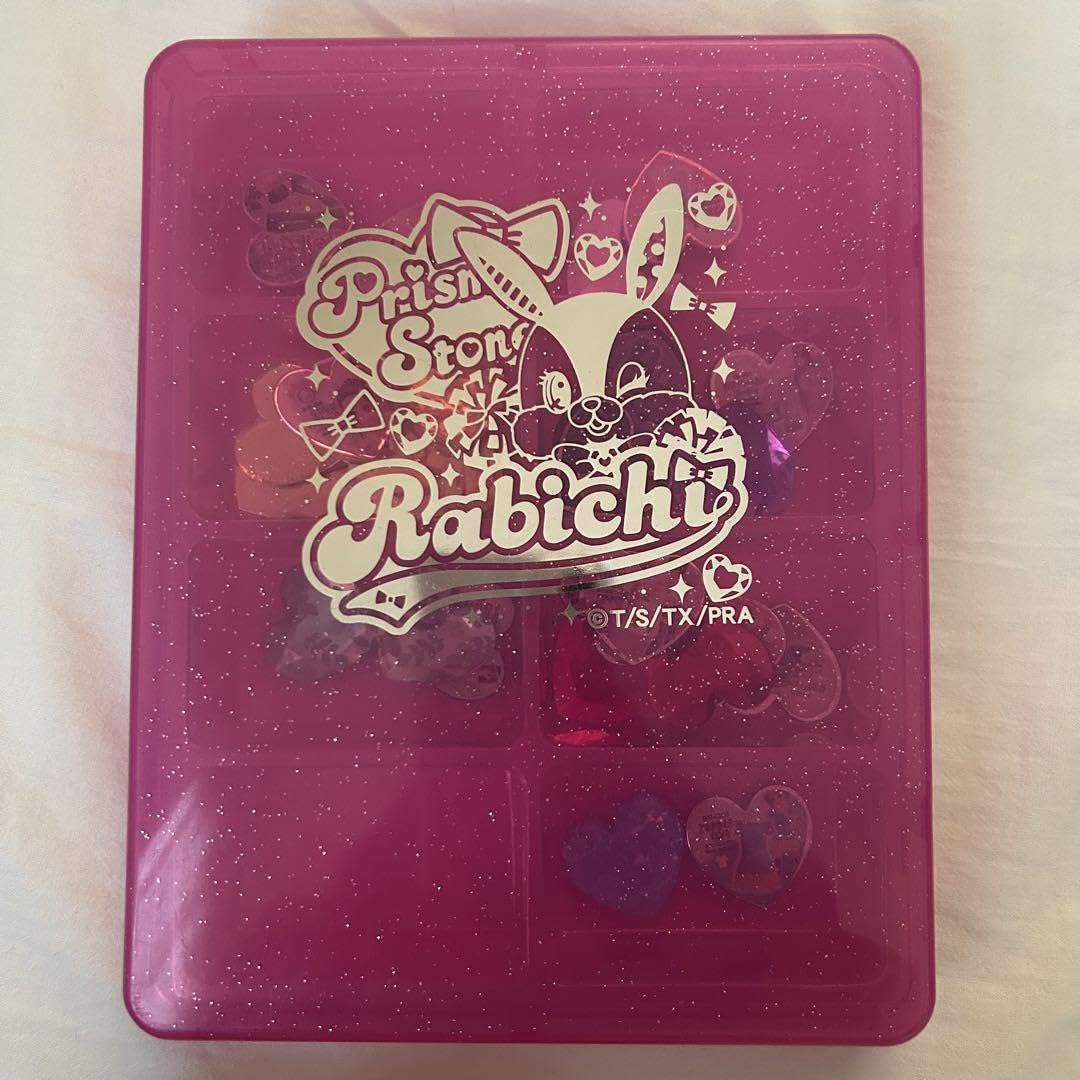 Prism
Stone
Rabichi
©T/S/TX/PRA